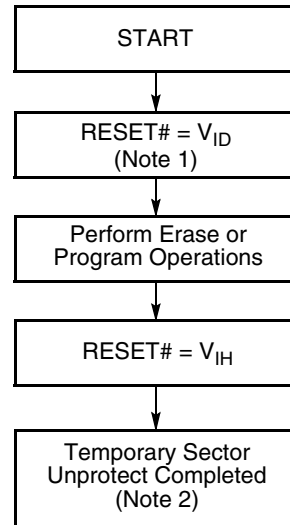 START
RESET# = VID
(Note 1)
Perform Erase or
Program Operations
RESET# = VIH
Temporary Sector
Unprotect Completed
(Note 2)